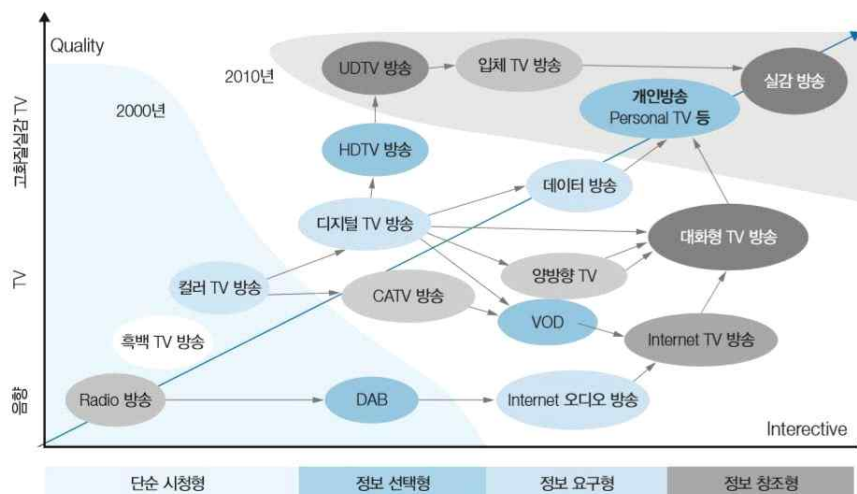 Quality
2010년
2000년
고화질실감 TV
TV
음향
UDTV 방송
입체 TV 방송
실감 방송
개인방송
Personal TV 등
HDTV 방송
데이터 방송
디지털 TV 방송
대화형 TV 방송
양방향 TV
컬러 TV 방송
CATV 방송
VOD
흑백 TV 방송
Internet TV 방송
Radio 방송
DAB
Internet 오디오 방송
Interective
단순 시청형
정보 선택형
정보 요구형
정보 창조형